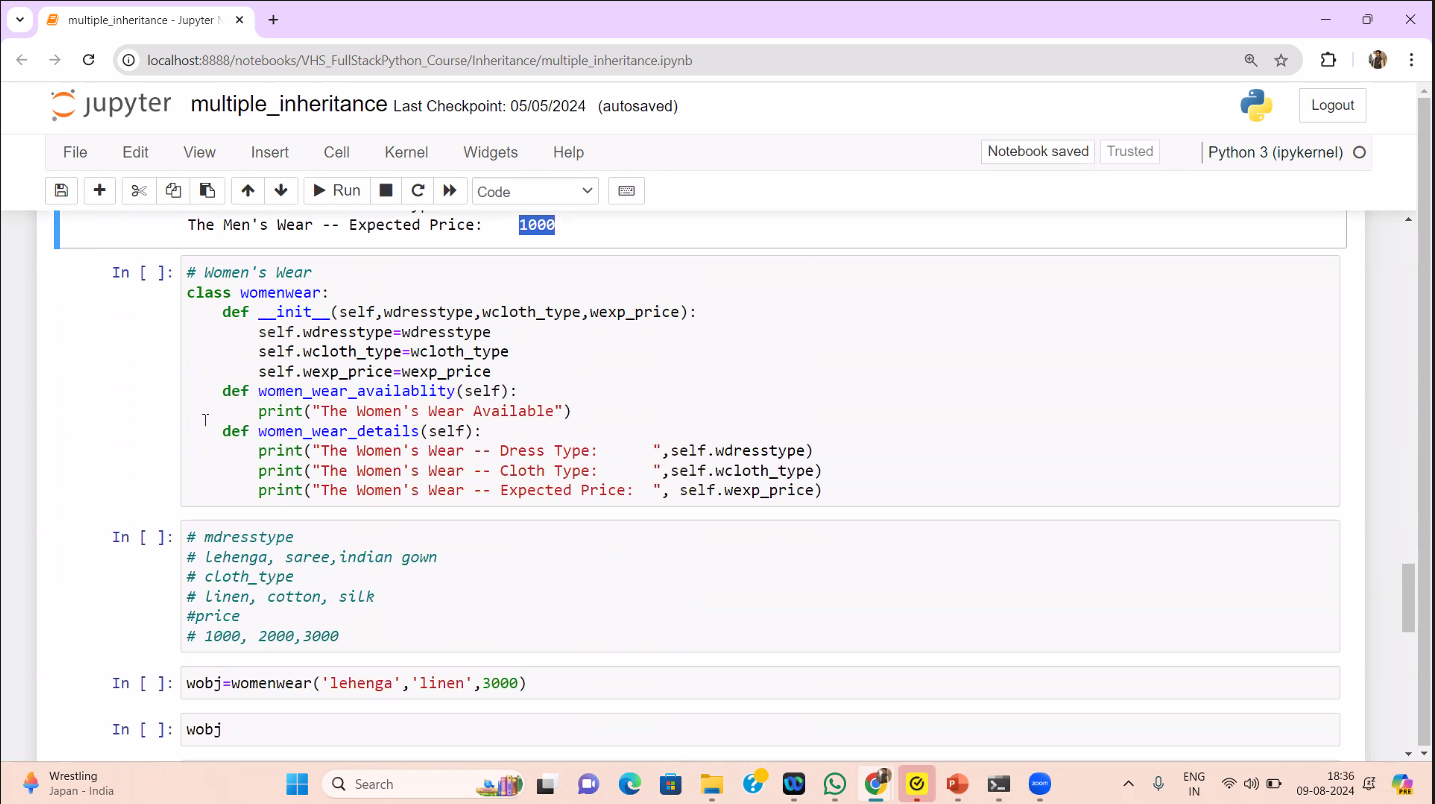 multiple_inheritance - Jupyter N
localhost:8888/notebooks/VHS_FullStackPython_Course/Inheritance/multiple_inheritance.ipynb
jupyter multiple_inheritance Last Checkpoint: 05/05/2024 (autosaved)
Logout
File Edit View Insert Cell Kernel Widgets Help
Notebook saved Trusted Python 3 (ipykernel)
Run Code
The Men's Wear -- Expected Price: 1000
In [ ]: # Women's Wear
class womenwear:
def __init__(self,wdresstype,wcloth_type,wexp_price):
self.wdresstype=wdresstype
self.wcloth_type=wcloth_type
self.wexp_price=wexp_price
def women_wear_availablity(self):
print("The Women's Wear Available")
def women_wear_details(self):
print("The Women's Wear -- Dress Type:      ",self.wdresstype)
print("The Women's Wear -- Cloth Type:      ",self.wcloth_type)
print("The Women's Wear -- Expected Price:  ", self.wexp_price)
In [ ]: # mdresstype
# Lehenga, saree,indian gown
# cloth_type
# linen, cotton, silk
#price
# 1000, 2000,3000
In [ ]: wobj=womenwear('lehenga','linen',3000)
In [ ]: wobj
Wrestling
Japan - India
Search
ENG
IN
18:36
09-08-2024
PRE
zoom